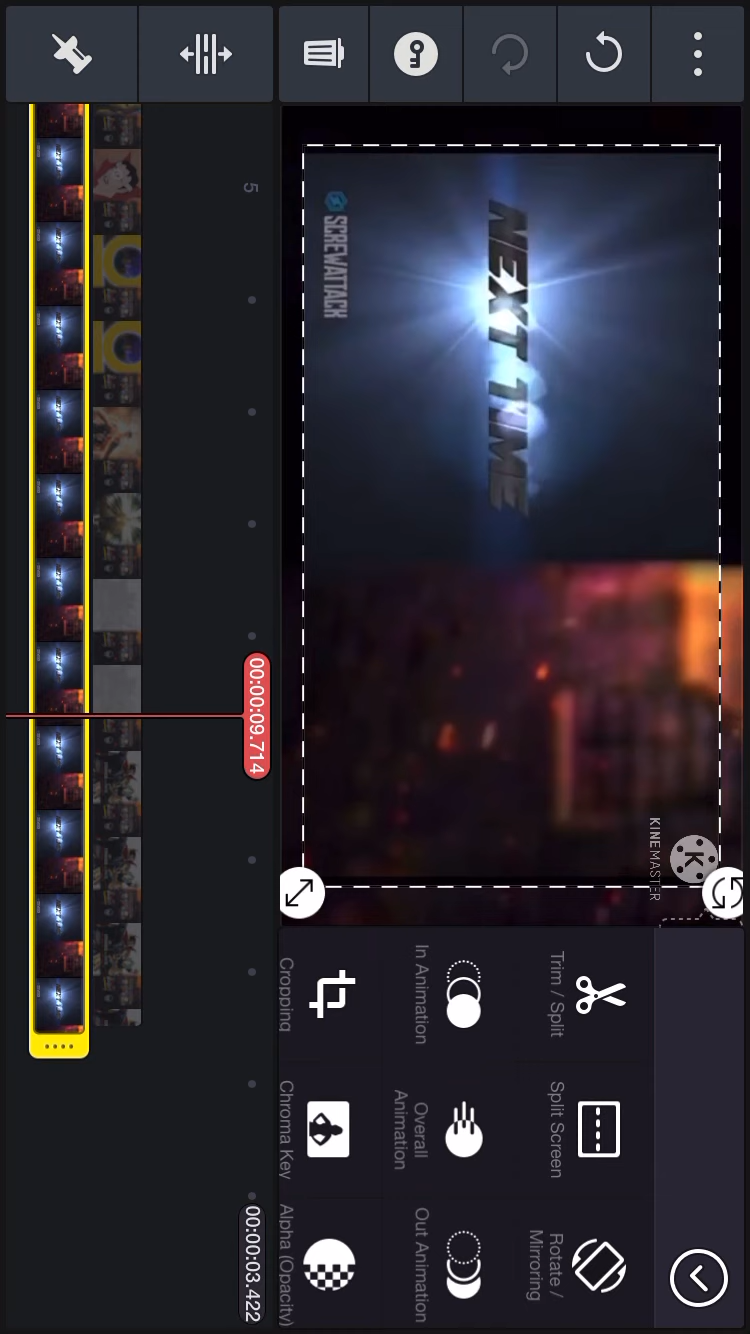 SCREWATTACK
NEXT TIME
KINEMASTER
K
Trim / Split
Split Screen
Rotate /
Mirroring
In Animation
Overall
Animation
Out Animation
Cropping
Chroma Key
Alpha (Opacity)
5
00:00:09.714
00:00:03.422